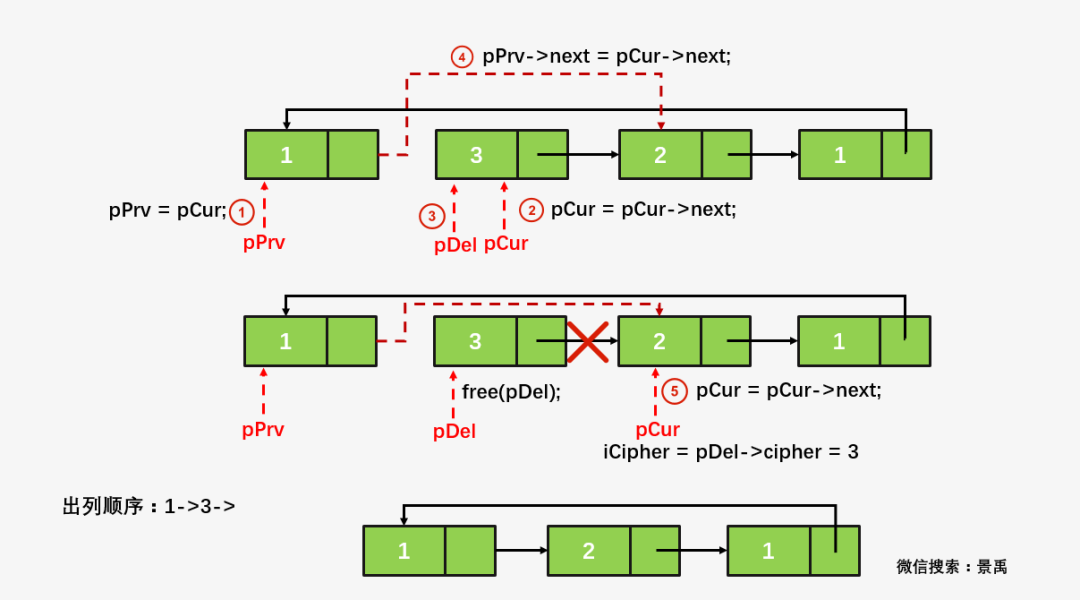 ④ pPrv->next = pCur->next;
1 3 2 1
pPrv = pCur; ① ③ ② pCur = pCur->next;
pPrv pDel pCur
1 3 2 1
free(pDel); ⑤ pCur = pCur->next;
pPrv pDel pCur
iCipher = pDel->cipher = 3
出列顺序：1->3->
1 2 1
微信搜索：景禹